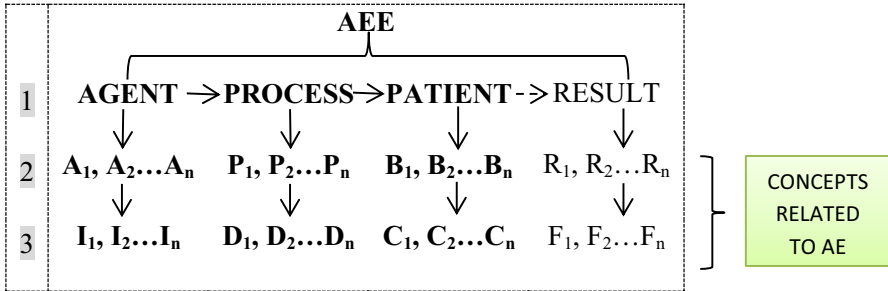 AEE
1 AGENT → PROCESS → PATIENT --> RESULT
2 A₁, A₂…Aₙ P₁, P₂…Pₙ B₁, B₂…Bₙ R₁, R₂…Rₙ
3 I₁, I₂…Iₙ D₁, D₂…Dₙ C₁, C₂…Cₙ F₁, F₂…Fₙ
CONCEPTS
RELATED
TO AE